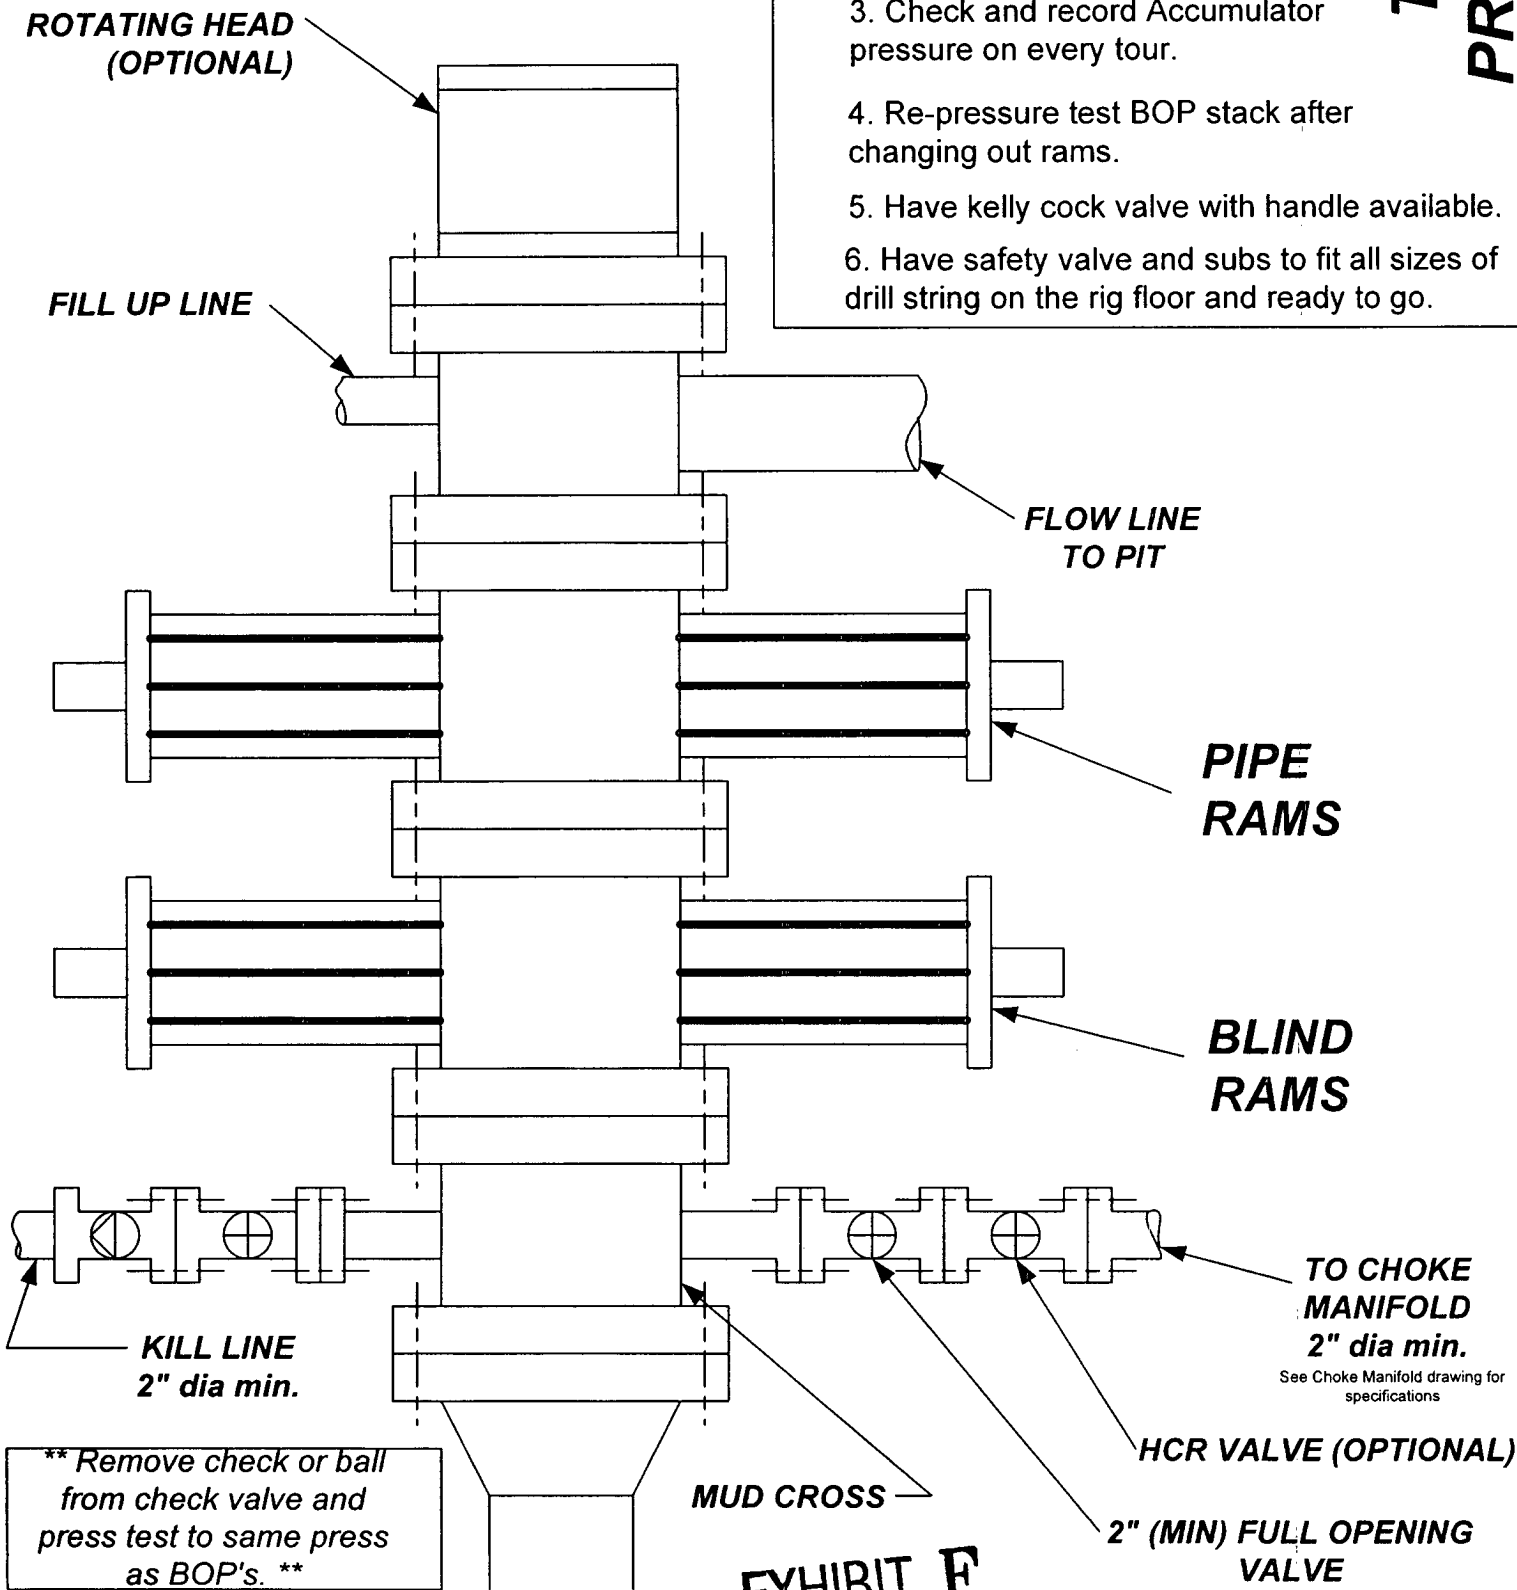 ROTATING HEAD
(OPTIONAL)
3. Check and record Accumulator
pressure on every tour.
4. Re-pressure test BOP stack after
changing out rams.
5. Have kelly cock valve with handle available.
6. Have safety valve and subs to fit all sizes of
drill string on the rig floor and ready to go.
FILL UP LINE
FLOW LINE
TO PIT
PIPE
RAMS
BLIND
RAMS
KILL LINE
2" dia min.
TO CHOKE
MANIFOLD
2" dia min.
See Choke Manifold drawing for
specifications
HCR VALVE (OPTIONAL)
MUD CROSS
2" (MIN) FULL OPENING
VALVE
** Remove check or ball
from check valve and
press test to same press
as BOP's. **
EXHIBIT F